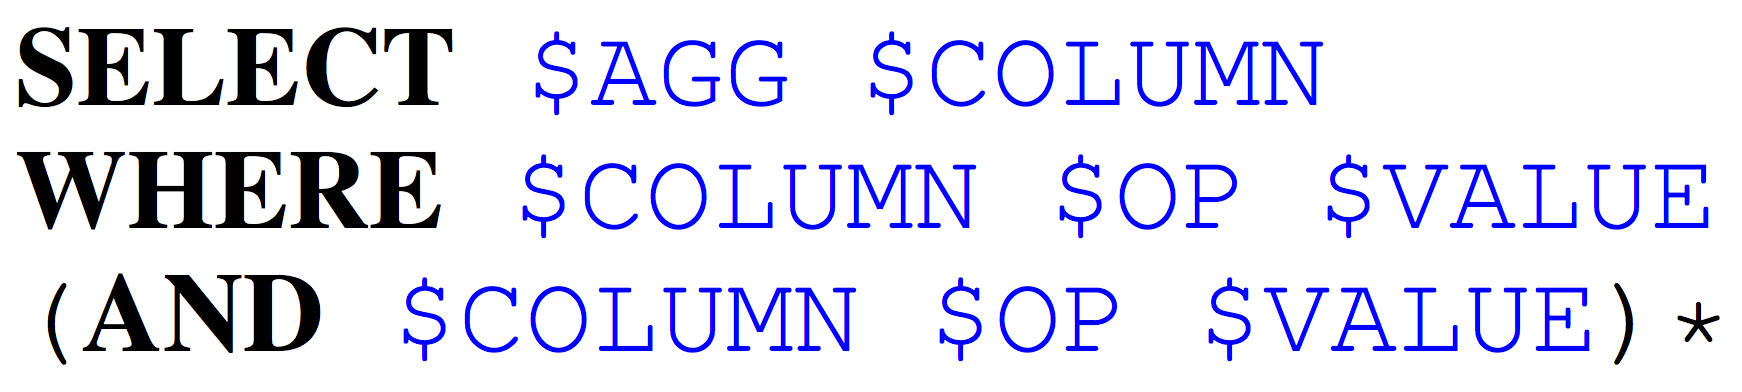 SELECT $AGG $COLUMN
WHERE $COLUMN $OP $VALUE
(AND $COLUMN $OP $VALUE)*